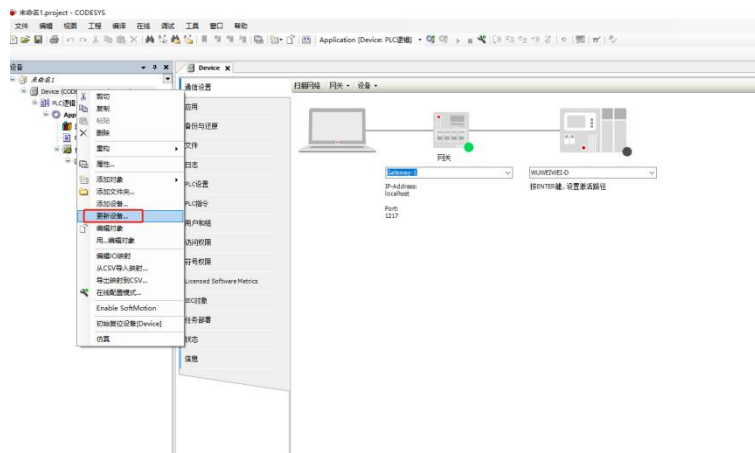 未命名1.project - CODESYS
文件 编辑 视图 工程 编译 在线 调试 工具 窗口 帮助
Application [Device: PLC逻辑]
设备
Device
未命名1
Device (CODE
PLC逻辑
App
剪切
复制
粘贴
删除
重构
属性...
添加对象
添加文件夹...
添加设备...
更新设备...
编辑对象
用...编辑对象
编辑IO映射
从CSV导入映射...
导出映射到CSV...
在线配置模式...
Enable SoftMotion
初始复位设备[Device]
仿真
通信设置
应用
备份与还原
文件
日志
PLC设置
PLC指令
用户和组
访问权限
符号权限
Licensed Software Metrics
IEC对象
任务部署
状态
信息
扫描网络 网关 设备
网关
Gateway-1
IP-Address:
localhost
Port:
1217
WUWEIWEI-D
按ENTER键,设置激活路径